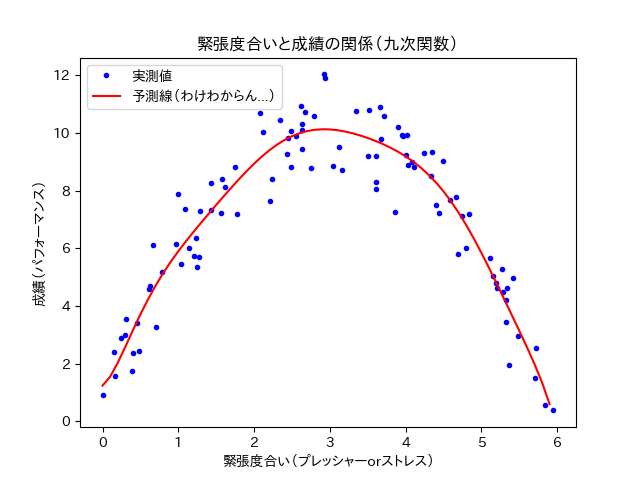 緊張度合いと成績の関係（九次関数）
実測値
予測線（わけわからん...）
成績（パフォーマンス）
12
10
8
6
4
2
0
0 1 2 3 4 5 6
緊張度合い（プレッシャーorストレス）